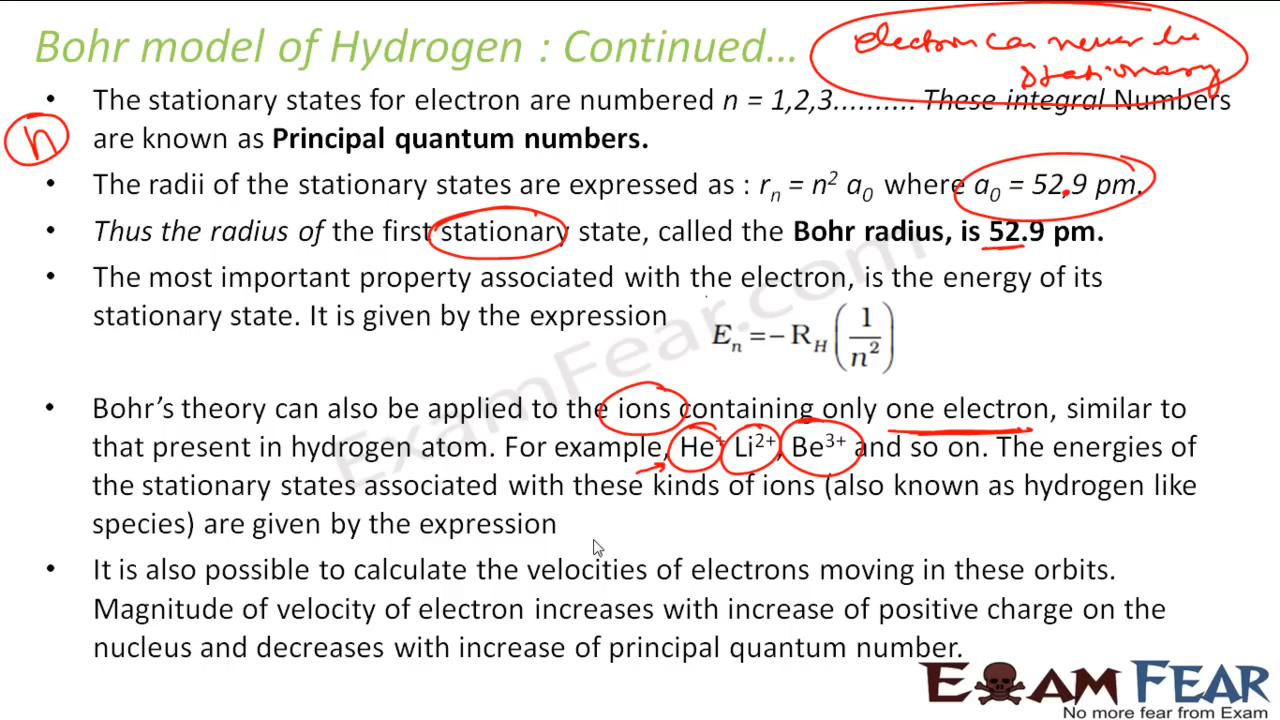 Bohr model of Hydrogen : Continued...
electron can never be
stationary
• The stationary states for electron are numbered n = 1,2,3.......... These integral Numbers
n
are known as Principal quantum numbers.
• The radii of the stationary states are expressed as : rₙ = n² a₀ where a₀ = 52.9 pm.
• Thus the radius of the first stationary state, called the Bohr radius, is 52.9 pm.
• The most important property associated with the electron, is the energy of its
stationary state. It is given by the expression Eₙ = − R_H (1/n²)
• Bohr's theory can also be applied to the ions containing only one electron, similar to
that present in hydrogen atom. For example, He⁺ Li²⁺, Be³⁺ and so on. The energies of
the stationary states associated with these kinds of ions (also known as hydrogen like
species) are given by the expression
• It is also possible to calculate the velocities of electrons moving in these orbits.
Magnitude of velocity of electron increases with increase of positive charge on the
nucleus and decreases with increase of principal quantum number.
ExamFear.com
EXAM FEAR
No more fear from Exam